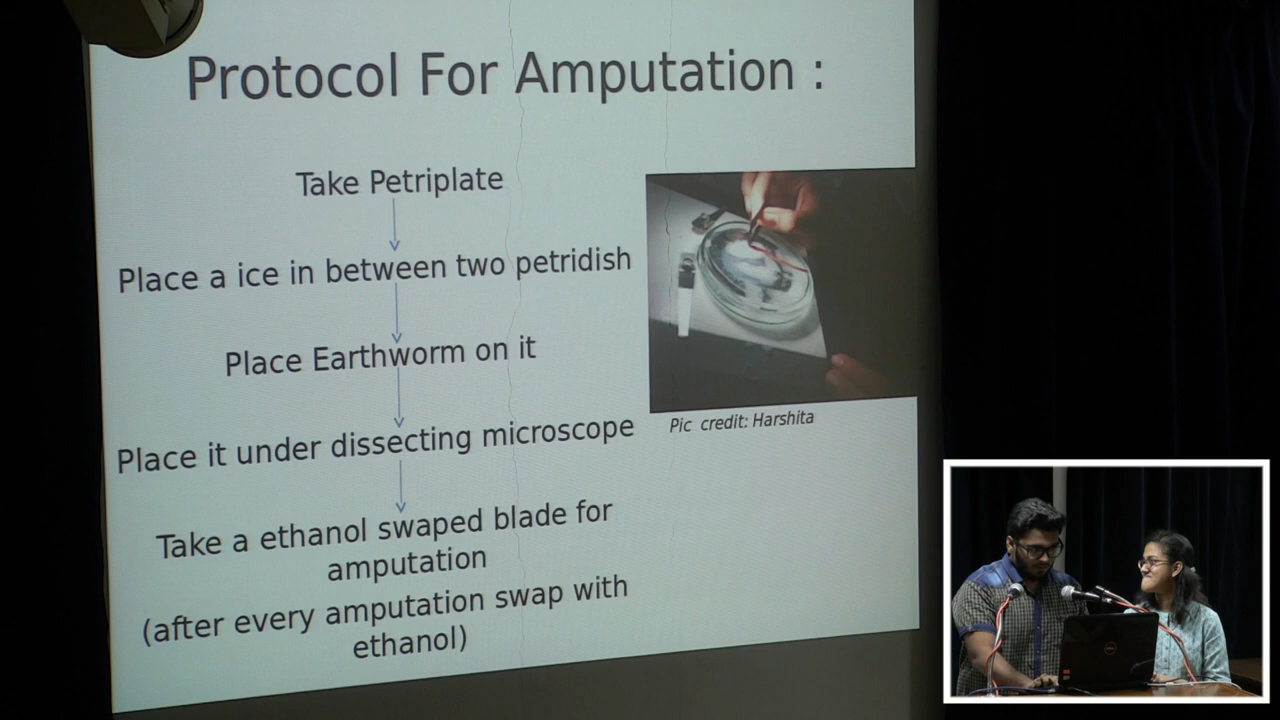 Protocol For Amputation :
Take Petriplate
Place a ice in between two petridish
Place Earthworm on it
Place it under dissecting microscope
Take a ethanol swaped blade for
amputation
(after every amputation swap with
ethanol)
Pic credit: Harshita